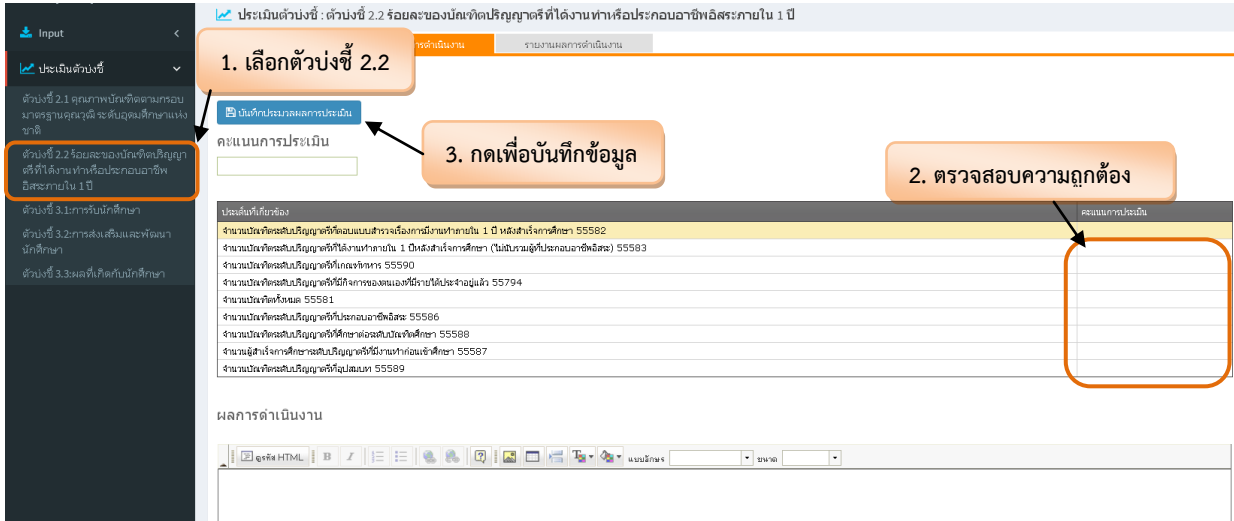 Input
ประเมินตัวบ่งชี้
ตัวบ่งชี้ 2.1 คุณภาพบัณฑิตตามกรอบ
มาตรฐานคุณวุฒิ ระดับอุดมศึกษาแห่ง
ชาติ
ตัวบ่งชี้ 2.2 ร้อยละของบัณฑิตปริญญา
ตรีที่ได้งานทำหรือประกอบอาชีพ
อิสระภายใน 1 ปี
ตัวบ่งชี้ 3.1:การรับนักศึกษา
ตัวบ่งชี้ 3.2:การส่งเสริมและพัฒนา
นักศึกษา
ตัวบ่งชี้ 3.3:ผลที่เกิดกับนักศึกษา
ประเมินตัวบ่งชี้ : ตัวบ่งชี้ 2.2 ร้อยละของบัณฑิตปริญญาตรีที่ได้งานทำหรือประกอบอาชีพอิสระภายใน 1 ปี
การดำเนินงาน
รายงานผลการดำเนินงาน
1. เลือกตัวบ่งชี้ 2.2
บันทึกประมวลผลการประเมิน
คะแนนการประเมิน
3. กดเพื่อบันทึกข้อมูล
2. ตรวจสอบความถูกต้อง
ประเด็นที่เกี่ยวข้อง คะแนนการประเมิน
จำนวนบัณฑิตระดับปริญญาตรีที่ตอบแบบสำรวจเรื่องการมีงานทำภายใน 1 ปี หลังสำเร็จการศึกษา 55582
จำนวนบัณฑิตระดับปริญญาตรีที่ได้งานทำภายใน 1 ปีหลังสำเร็จการศึกษา (ไม่นับรวมผู้ที่ประกอบอาชีพอิสระ) 55583
จำนวนบัณฑิตระดับปริญญาตรีที่เกณฑ์ทหาร 55590
จำนวนบัณฑิตระดับปริญญาตรีที่มีกิจการของตนเองที่มีรายได้ประจำอยู่แล้ว 55794
จำนวนบัณฑิตทั้งหมด 55581
จำนวนบัณฑิตระดับปริญญาตรีที่ประกอบอาชีพอิสระ 55586
จำนวนบัณฑิตระดับปริญญาตรีที่ศึกษาต่อระดับบัณฑิตศึกษา 55588
จำนวนผู้สำเร็จการศึกษาระดับปริญญาตรีที่มีงานทำก่อนเข้าศึกษา 55587
จำนวนบัณฑิตระดับปริญญาตรีที่อุปสมบท 55589
ผลการดำเนินงาน
ดูรหัส HTML B I แบบอักษร ขนาด